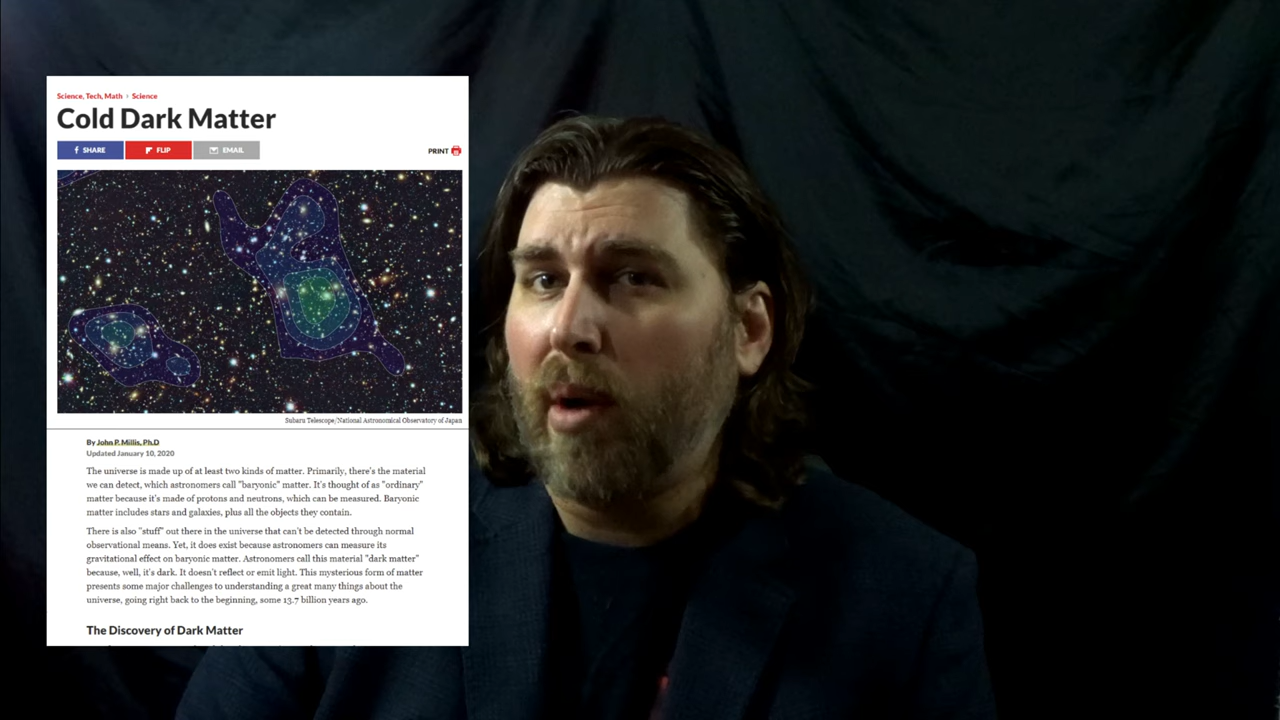 Science, Tech, Math › Science
Cold Dark Matter
SHARE FLIP EMAIL PRINT
Subaru Telescope/National Astronomical Observatory of Japan
By John P. Millis, Ph.D
Updated January 10, 2020
The universe is made up of at least two kinds of matter. Primarily, there's the material
we can detect, which astronomers call "baryonic" matter. It's thought of as "ordinary"
matter because it's made of protons and neutrons, which can be measured. Baryonic
matter includes stars and galaxies, plus all the objects they contain.
There is also "stuff" out there in the universe that can't be detected through normal
observational means. Yet, it does exist because astronomers can measure its
gravitational effect on baryonic matter. Astronomers call this material "dark matter"
because, well, it's dark. It doesn't reflect or emit light. This mysterious form of matter
presents some major challenges to understanding a great many things about the
universe, going right back to the beginning, some 13.7 billion years ago.
The Discovery of Dark Matter